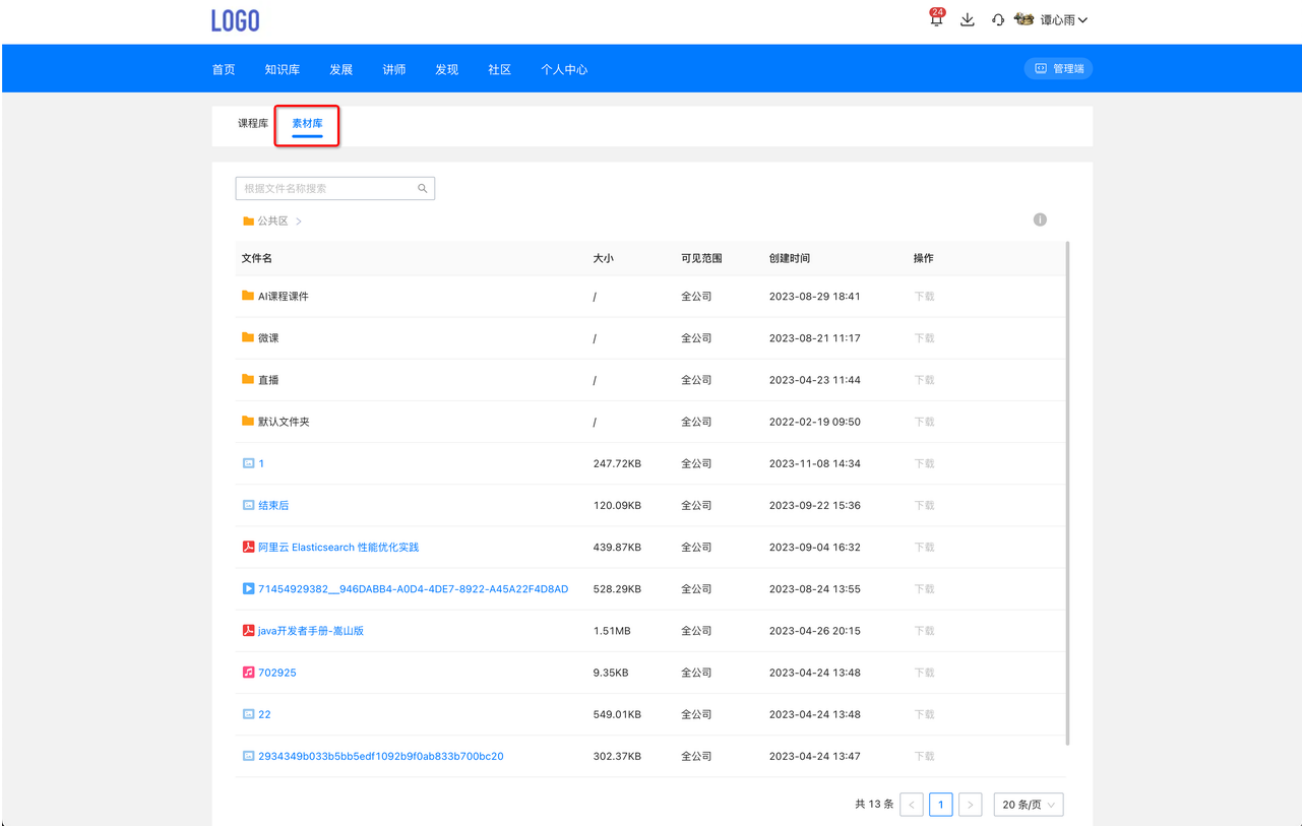 LOGO
24
谭心雨
首页 知识库 发展 讲师 发现 社区 个人中心 管理端
课程库 素材库
根据文件名称搜索
公共区 >
文件名 大小 可见范围 创建时间 操作
AI课程课件 / 全公司 2023-08-29 18:41 下载
微课 / 全公司 2023-08-21 11:17 下载
直播 / 全公司 2023-04-23 11:44 下载
默认文件夹 / 全公司 2022-02-19 09:50 下载
1 247.72KB 全公司 2023-11-08 14:34 下载
结束后 120.09KB 全公司 2023-09-22 15:36 下载
阿里云 Elasticsearch 性能优化实践 439.87KB 全公司 2023-09-04 16:32 下载
71454929382__946DABB4-A0D4-4DE7-8922-A45A22F4D8AD 528.29KB 全公司 2023-08-24 13:55 下载
java开发者手册-嵩山版 1.51MB 全公司 2023-04-26 20:15 下载
702925 9.35KB 全公司 2023-04-24 13:48 下载
22 549.01KB 全公司 2023-04-24 13:48 下载
2934349b033b5bb5edf1092b9f0ab833b700bc20 302.37KB 全公司 2023-04-24 13:47 下载
共 13 条 < 1 > 20 条/页